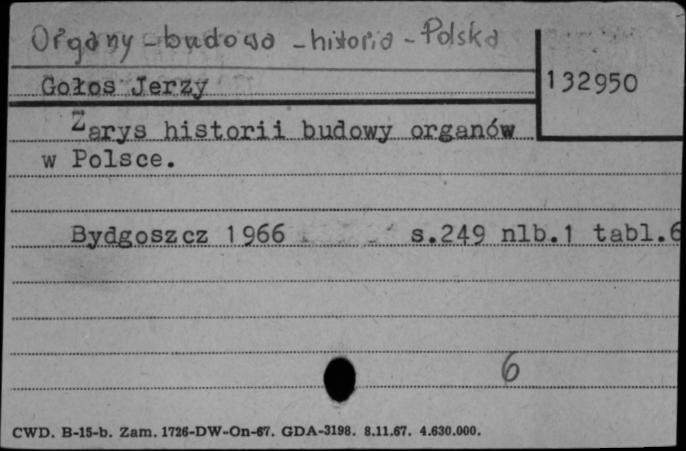 Organy - budowa - historia - Polska
Gołos Jerzy
132950
Zarys historii budowy organów
w Polsce.
Bydgoszcz 1966 s.249 nlb.1 tabl.6
6
CWD. B-15-b. Zam. 1726-DW-On-67. GDA-3198. 8.11.67. 4.630.000.